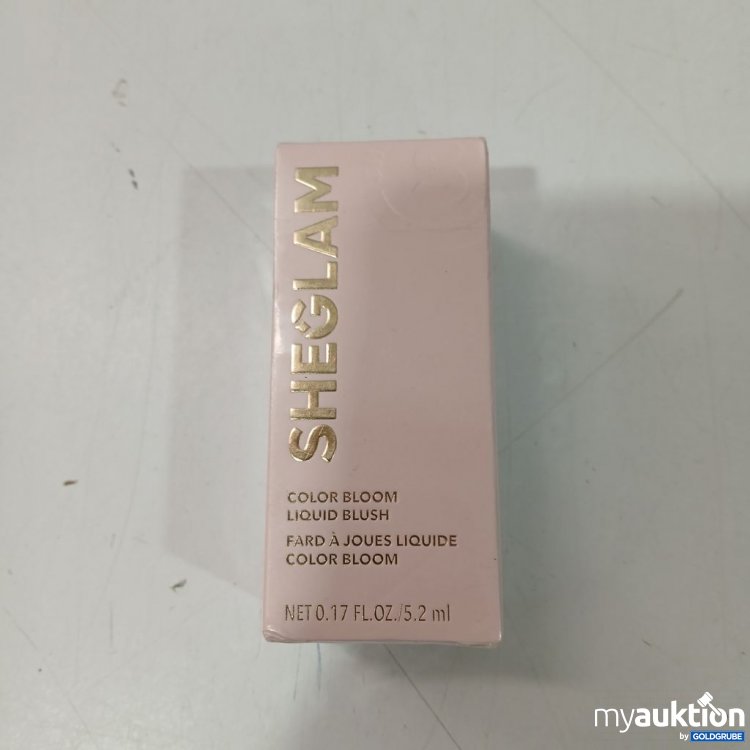 SHEGLAM
COLOR BLOOM
LIQUID BLUSH
FARD À JOUES LIQUIDE
COLOR BLOOM
NET 0.17 FL.OZ./5.2 ml
myauktion
by GOLDGRUBE